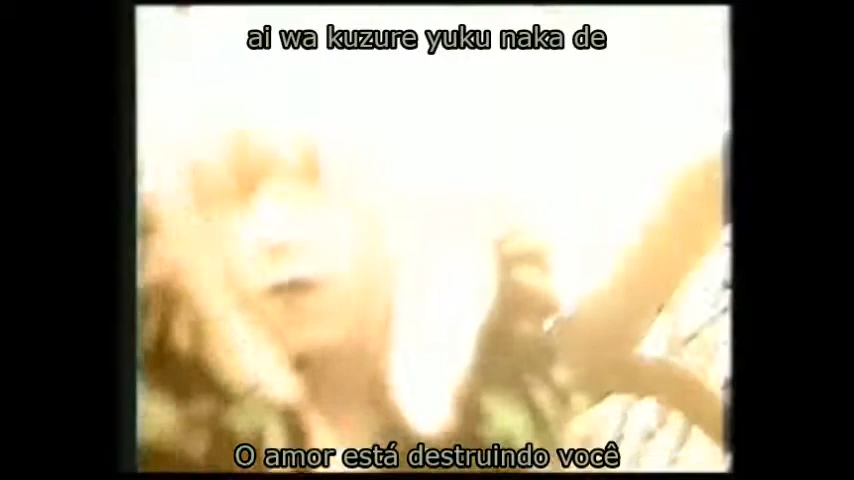 ai wa kuzure yuku naka de
O amor está destruindo você